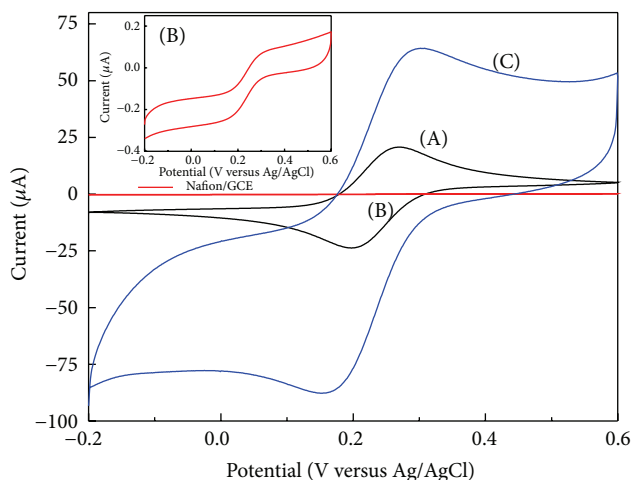 75
50
25
0
−25
−50
−75
−100
Current (μA)
−0.2
0.0
0.2
0.4
0.6
Potential (V versus Ag/AgCl)
(A)
(B)
(C)
(B)
0.2
0.0
−0.2
−0.4
Current (μA)
−0.2
0.0
0.2
0.4
0.6
Potential (V versus Ag/AgCl)
Nafion/GCE